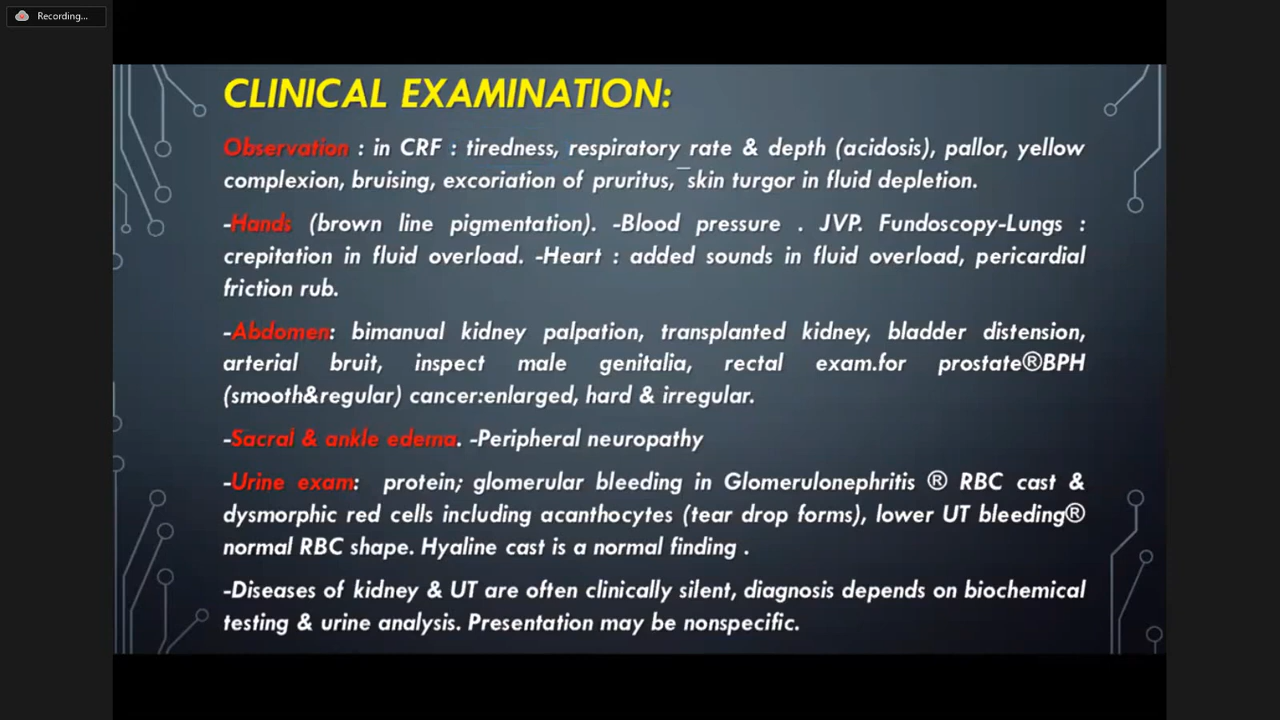 Recording...
CLINICAL EXAMINATION:
Observation : in CRF : tiredness, respiratory rate & depth (acidosis), pallor, yellow
complexion, bruising, excoriation of pruritus, ¯skin turgor in fluid depletion.
-Hands (brown line pigmentation). -Blood pressure . JVP. Fundoscopy-Lungs :
crepitation in fluid overload. -Heart : added sounds in fluid overload, pericardial
friction rub.
-Abdomen: bimanual kidney palpation, transplanted kidney, bladder distension,
arterial bruit, inspect male genitalia, rectal exam.for prostate®BPH
(smooth&regular) cancer:enlarged, hard & irregular.
-Sacral & ankle edema. -Peripheral neuropathy
-Urine exam: protein; glomerular bleeding in Glomerulonephritis ® RBC cast &
dysmorphic red cells including acanthocytes (tear drop forms), lower UT bleeding®
normal RBC shape. Hyaline cast is a normal finding .
-Diseases of kidney & UT are often clinically silent, diagnosis depends on biochemical
testing & urine analysis. Presentation may be nonspecific.